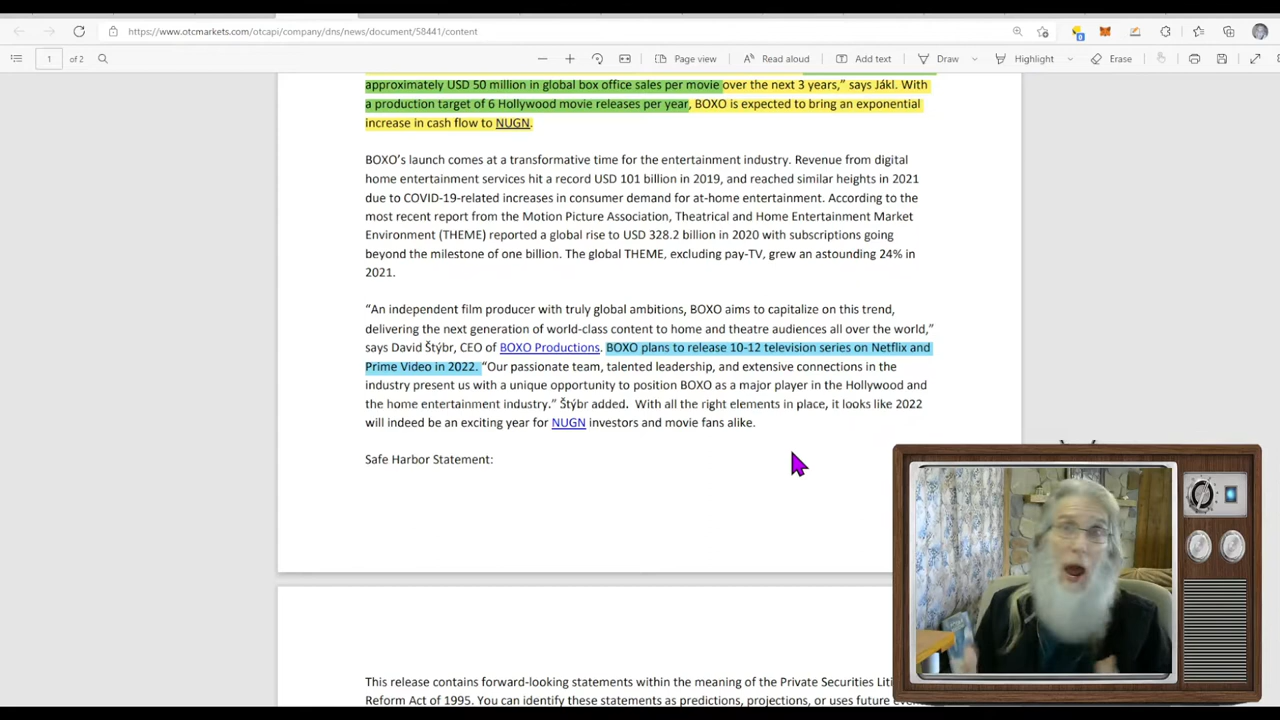 https://www.otcmarkets.com/otcapi/company/dns/news/document/58441/content
1 of 2
Page view
Read aloud
Add text
Draw
Highlight
Erase
approximately USD 50 million in global box office sales per movie over the next 3 years,” says Jákl. With
a production target of 6 Hollywood movie releases per year, BOXO is expected to bring an exponential
increase in cash flow to NUGN.
BOXO’s launch comes at a transformative time for the entertainment industry. Revenue from digital
home entertainment services hit a record USD 101 billion in 2019, and reached similar heights in 2021
due to COVID-19-related increases in consumer demand for at-home entertainment. According to the
most recent report from the Motion Picture Association, Theatrical and Home Entertainment Market
Environment (THEME) reported a global rise to USD 328.2 billion in 2020 with subscriptions going
beyond the milestone of one billion. The global THEME, excluding pay-TV, grew an astounding 24% in
2021.
“An independent film producer with truly global ambitions, BOXO aims to capitalize on this trend,
delivering the next generation of world-class content to home and theatre audiences all over the world,”
says David Štýbr, CEO of BOXO Productions. BOXO plans to release 10-12 television series on Netflix and
Prime Video in 2022. “Our passionate team, talented leadership, and extensive connections in the
industry present us with a unique opportunity to position BOXO as a major player in the Hollywood and
the home entertainment industry.” Štýbr added.  With all the right elements in place, it looks like 2022
will indeed be an exciting year for NUGN investors and movie fans alike.
Safe Harbor Statement:
This release contains forward-looking statements within the meaning of the Private Securities Liti
Reform Act of 1995. You can identify these statements as predictions, projections, or uses future